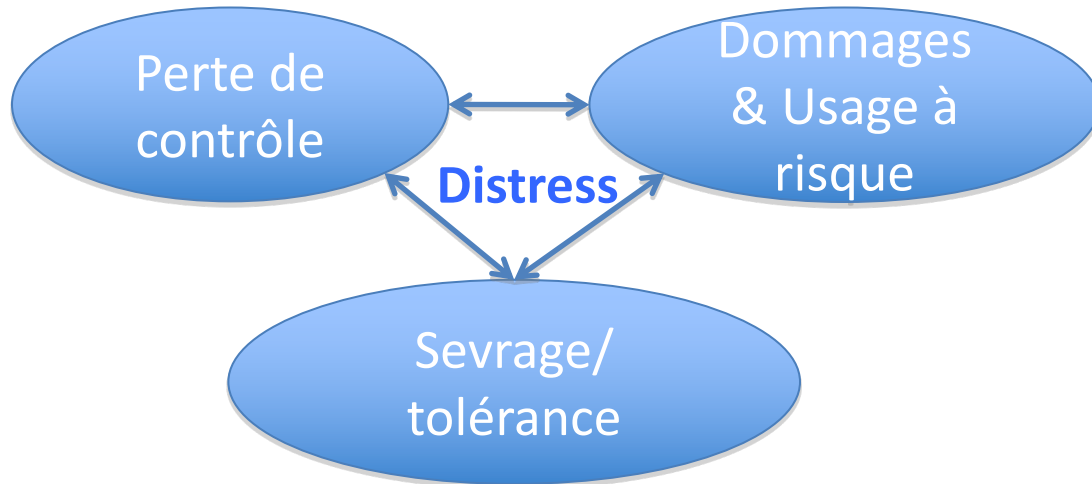 Perte de
contrôle
Dommages
& Usage à
risque
Distress
Sevrage/
tolérance